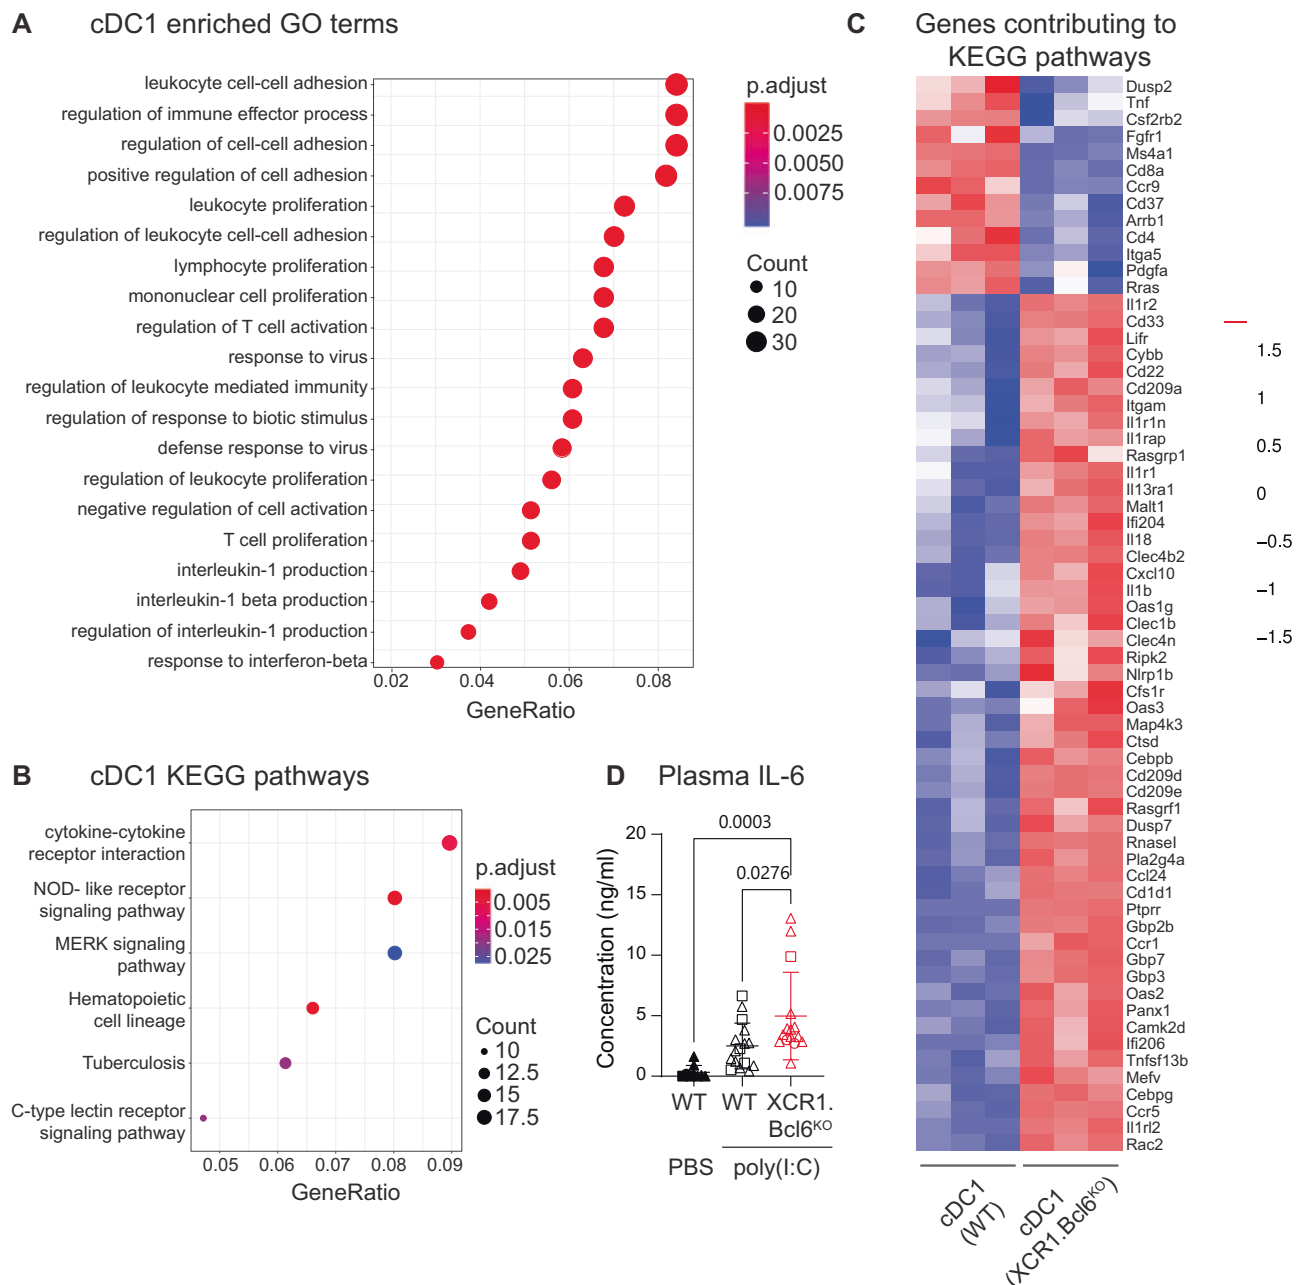 A cDC1 enriched GO terms
leukocyte cell-cell adhesion
regulation of immune effector process
regulation of cell-cell adhesion
positive regulation of cell adhesion
leukocyte proliferation
regulation of leukocyte cell-cell adhesion
lymphocyte proliferation
mononuclear cell proliferation
regulation of T cell activation
response to virus
regulation of leukocyte mediated immunity
regulation of response to biotic stimulus
defense response to virus
regulation of leukocyte proliferation
negative regulation of cell activation
T cell proliferation
interleukin-1 production
interleukin-1 beta production
regulation of interleukin-1 production
response to interferon-beta
0.02 0.04 0.06 0.08
GeneRatio
p.adjust
0.0025
0.0050
0.0075
Count
10
20
30
B cDC1 KEGG pathways
cytokine-cytokine
receptor interaction
NOD- like receptor
signaling pathway
MERK signaling
pathway
Hematopoietic
cell lineage
Tuberculosis
C-type lectin receptor
signaling pathway
0.05 0.06 0.07 0.08 0.09
GeneRatio
p.adjust
0.005
0.015
0.025
Count
10
12.5
15
17.5
C Genes contributing to
KEGG pathways
Dusp2
Tnf
Csf2rb2
Fgfr1
Ms4a1
Cd8a
Ccr9
Cd37
Arrb1
Cd4
Itga5
Pdgfa
Rras
Il1r2
Cd33
Lifr
Cybb
Cd22
Cd209a
Itgam
Il1r1n
Il1rap
Rasgrp1
Il1r1
Il13ra1
Malt1
Ifi204
Il18
Clec4b2
Cxcl10
Il1b
Oas1g
Clec1b
Clec4n
Ripk2
Nlrp1b
Cfs1r
Oas3
Map4k3
Ctsd
Cebpb
Cd209d
Cd209e
Rasgrf1
Dusp7
Rnasel
Pla2g4a
Ccl24
Cd1d1
Ptprr
Gbp2b
Ccr1
Gbp7
Gbp3
Oas2
Panx1
Camk2d
Ifi206
Tnfsf13b
Mefv
Cebpg
Ccr5
Il1rl2
Rac2
cDC1
(WT)
cDC1
(XCR1.Bcl6KO)
1.5
1
0.5
0
−0.5
−1
−1.5
D Plasma IL-6
Concentration (ng/ml)
20
15
10
5
0
0.0003
0.0276
WT WT XCR1.
Bcl6KO
PBS poly(I:C)